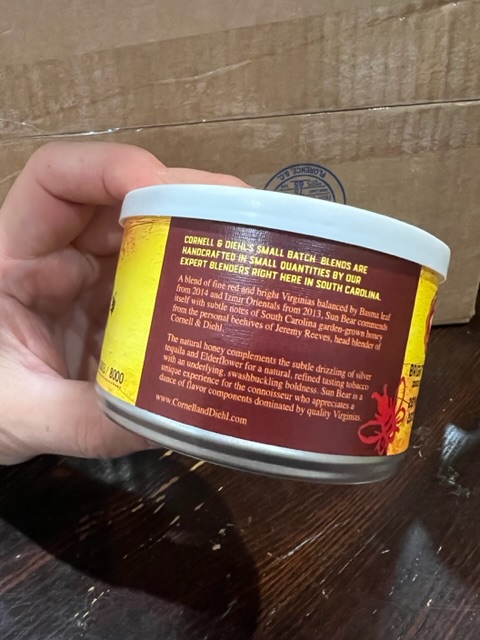 FLORENCE S.C.
CORNELL & DIEHL'S SMALL BATCH BLENDS ARE
HANDCRAFTED IN SMALL QUANTITIES BY OUR
EXPERT BLENDERS RIGHT HERE IN SOUTH CAROLINA.
A blend of fine red and bright Virginias balanced by Basma leaf
from 2014 and Izmir Orientals from 2013, Sun Bear commends
itself with subtle notes of South Carolina garden-grown honey
from the personal beehives of Jeremy Reeves, head blender of
Cornell & Diehl.
The natural honey complements the subtle drizzling of silver
tequila and Elderflower for a natural, refined tasting tobacco
with an underlying, swashbuckling boldness. Sun Bear is a
unique experience for the connoisseur who appreciates a
dance of flavor components dominated by quality Virginias.
www.CornellandDiehl.com
/ 8000